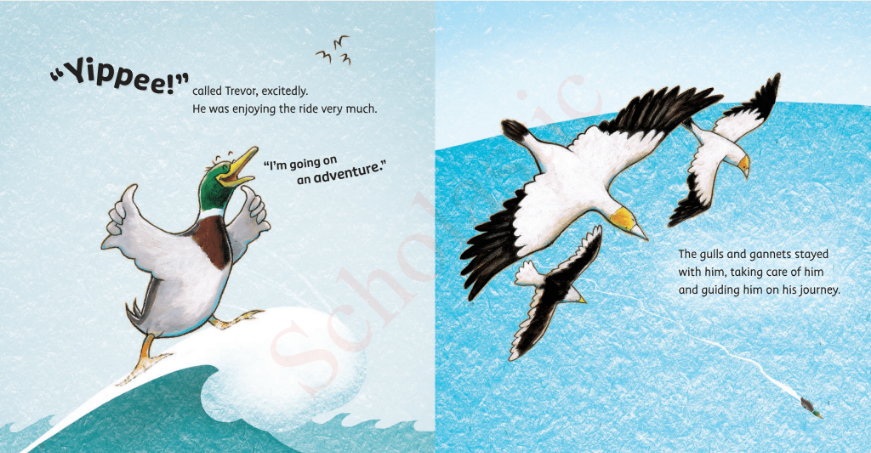 “Yippee!”
called Trevor, excitedly.
He was enjoying the ride very much.
“I’m going on
an adventure.”
The gulls and gannets stayed
with him, taking care of him
and guiding him on his journey.
Scholastic